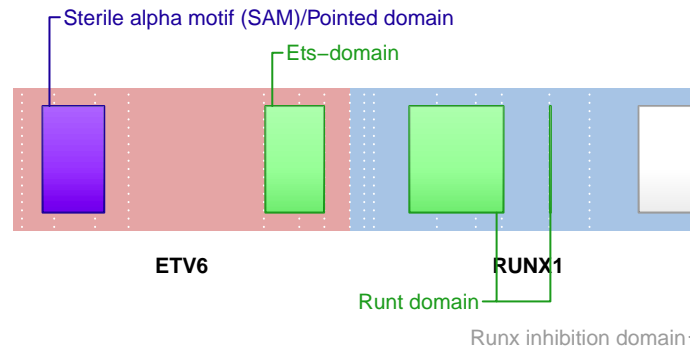 Sterile alpha motif (SAM)/Pointed domain
Ets−domain
ETV6
RUNX1
Runt domain
Runx inhibition domain